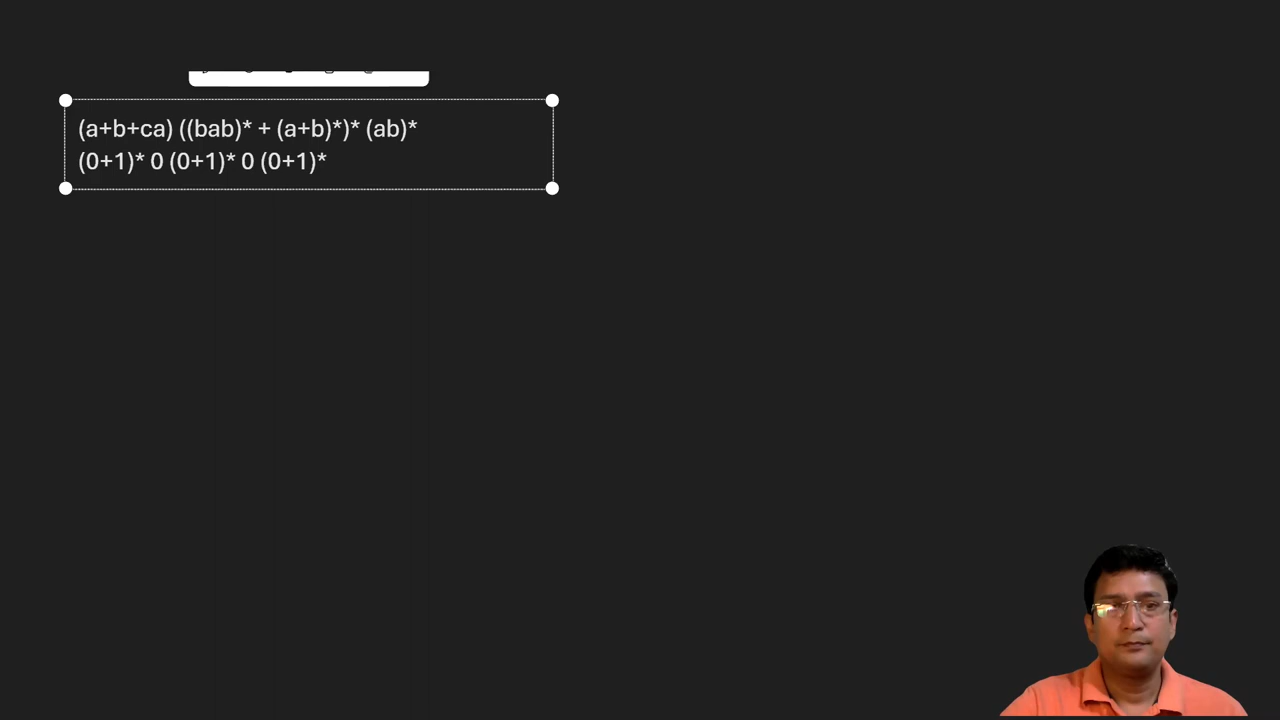 (a+b+ca) ((bab)* + (a+b)*)* (ab)*
(0+1)* 0 (0+1)* 0 (0+1)*